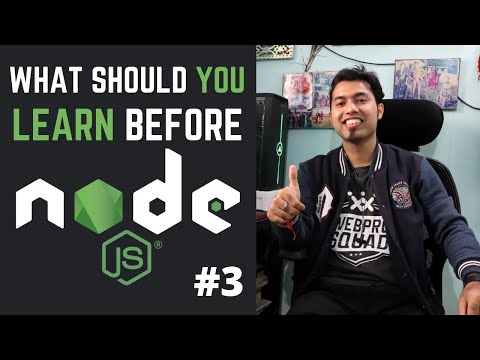 WHAT SHOULD YOU
LEARN BEFORE
node
JS®
#3
WEBPRO
SQUAD